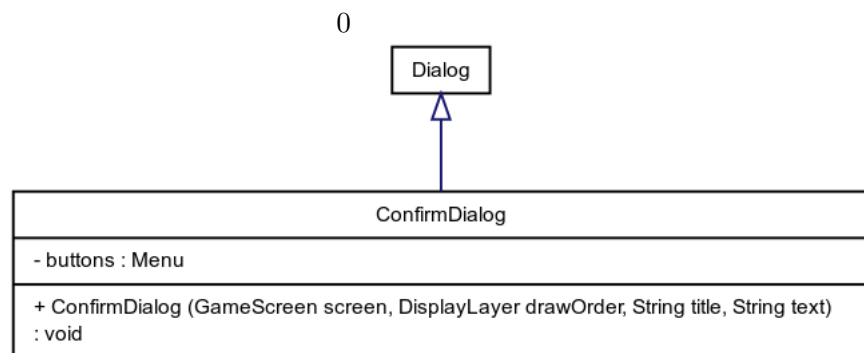 0
Dialog
ConfirmDialog
- buttons : Menu
+ ConfirmDialog (GameScreen screen, DisplayLayer drawOrder, String title, String text)
: void